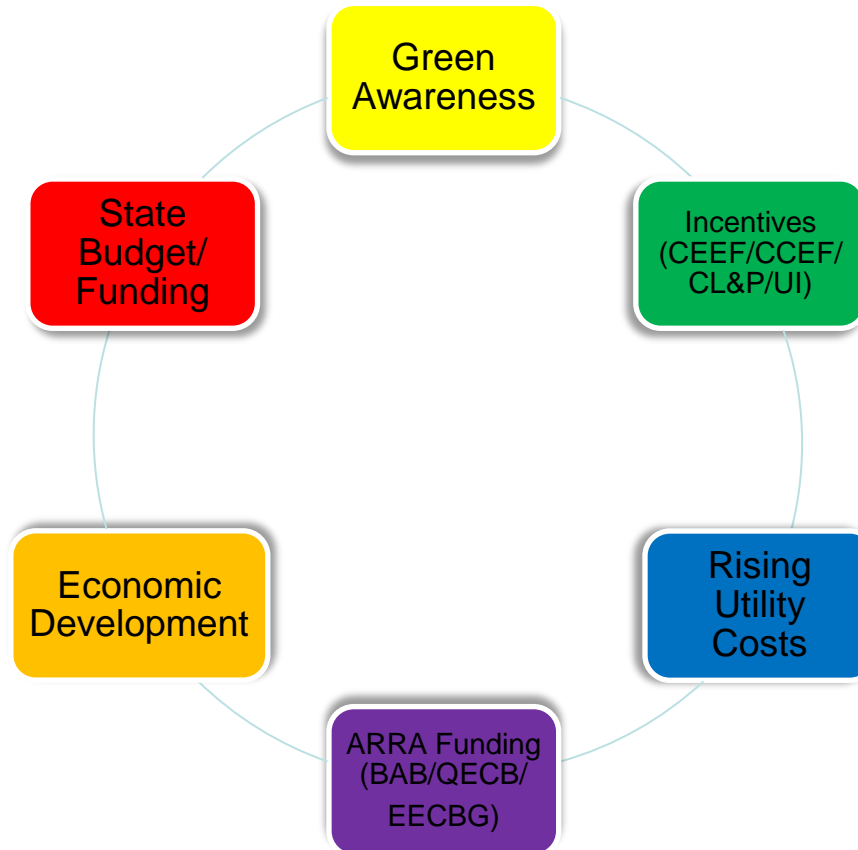 Green
Awareness
Incentives
(CEEF/CCEF/
CL&P/UI)
Rising
Utility
Costs
ARRA Funding
(BAB/QECB/
EECBG)
Economic
Development
State
Budget/
Funding